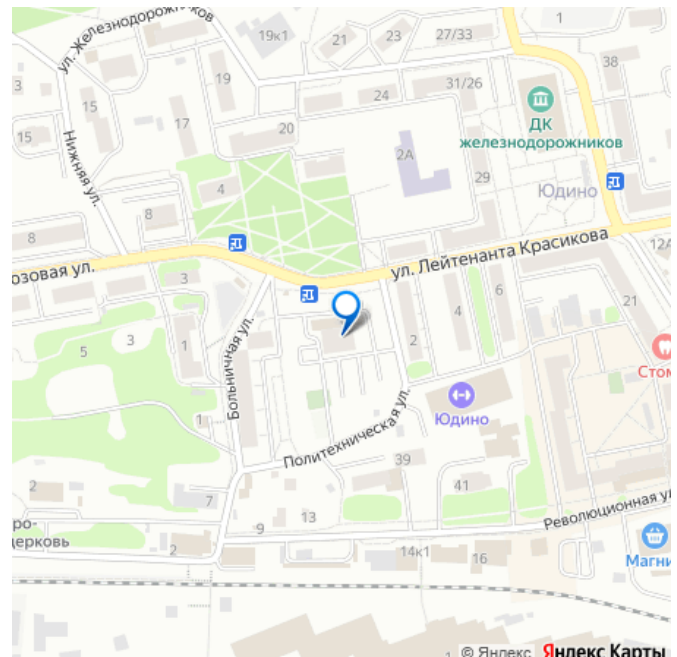 1
ул. Железнодорожников
19к1
21
23
27/33
38
3
15
19
31/26
24
ДК
железнодорожников
15
17
20
2А
Нижняя ул.
4
29
Юдино
8
8
12А
озовая ул.
ул. Лейтенанта Красикова
3
6
4
21
5
3
1
2
Больничная ул.
Стом
1
Юдино
Политехническая ул.
39
2
7
41
ро-
церковь
13
9
Революционная ул
2
14к1
16
Магни
© Яндекс Яндекс Карты